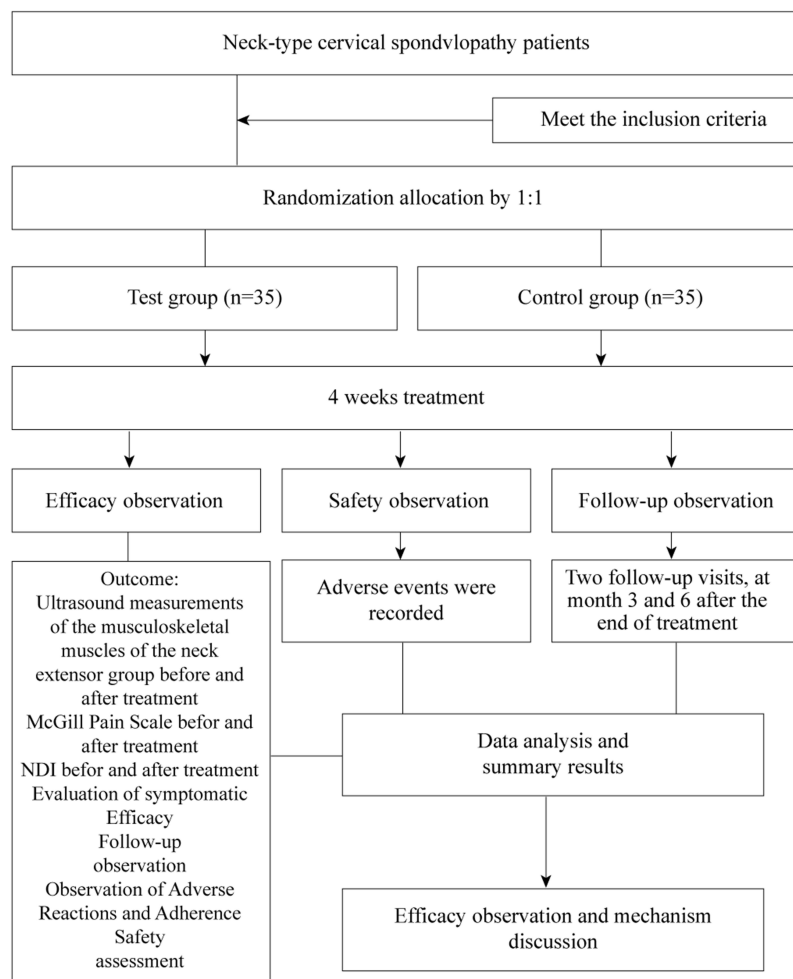 Neck-type cervical spondvlopathy patients
Meet the inclusion criteria
Randomization allocation by 1:1
Test group (n=35)
Control group (n=35)
4 weeks treatment
Efficacy observation
Safety observation
Follow-up observation
Outcome:
Ultrasound measurements
of the musculoskeletal
muscles of the neck
extensor group before and
after treatment
McGill Pain Scale befor and
after treatment
NDI befor and after treatment
Evaluation of symptomatic
Efficacy
Follow-up
observation
Observation of Adverse
Reactions and Adherence
Safety
assessment
Adverse events were
recorded
Two follow-up visits, at
month 3 and 6 after the
end of treatment
Data analysis and
summary results
Efficacy observation and mechanism
discussion